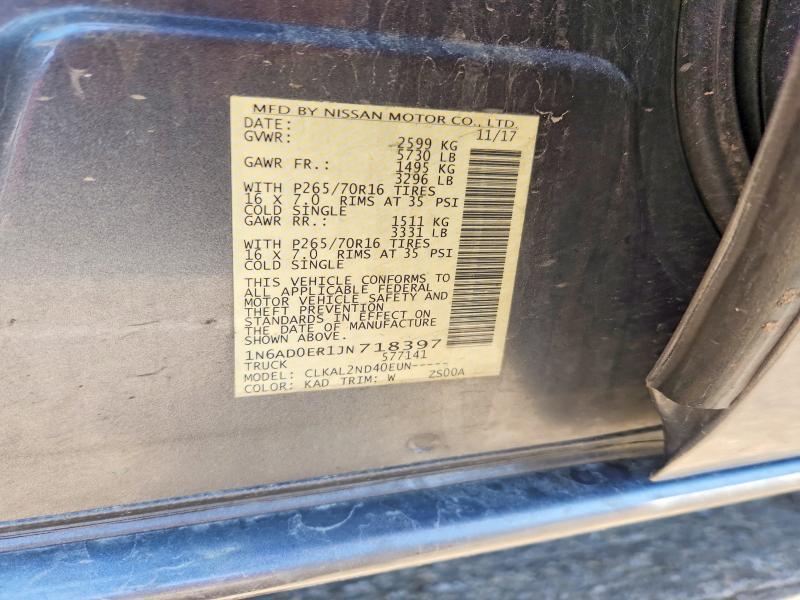 MFD BY NISSAN MOTOR CO., LTD.
DATE: 11/17
GVWR: 2599 KG
5730 LB
GAWR FR.: 1495 KG
3296 LB
WITH P265/70R16 TIRES
16 X 7.0 RIMS AT 35 PSI
COLD SINGLE
GAWR RR.: 1511 KG
3331 LB
WITH P265/70R16 TIRES
16 X 7.0 RIMS AT 35 PSI
COLD SINGLE
THIS VEHICLE CONFORMS TO
ALL APPLICABLE FEDERAL
MOTOR VEHICLE SAFETY AND
THEFT PREVENTION
STANDARDS IN EFFECT ON
THE DATE OF MANUFACTURE
SHOWN ABOVE.
1N6AD0ER1JN718397
TRUCK 577141
MODEL: CLKAL2ND40EUN-----
COLOR: KAD TRIM: W ZS00A